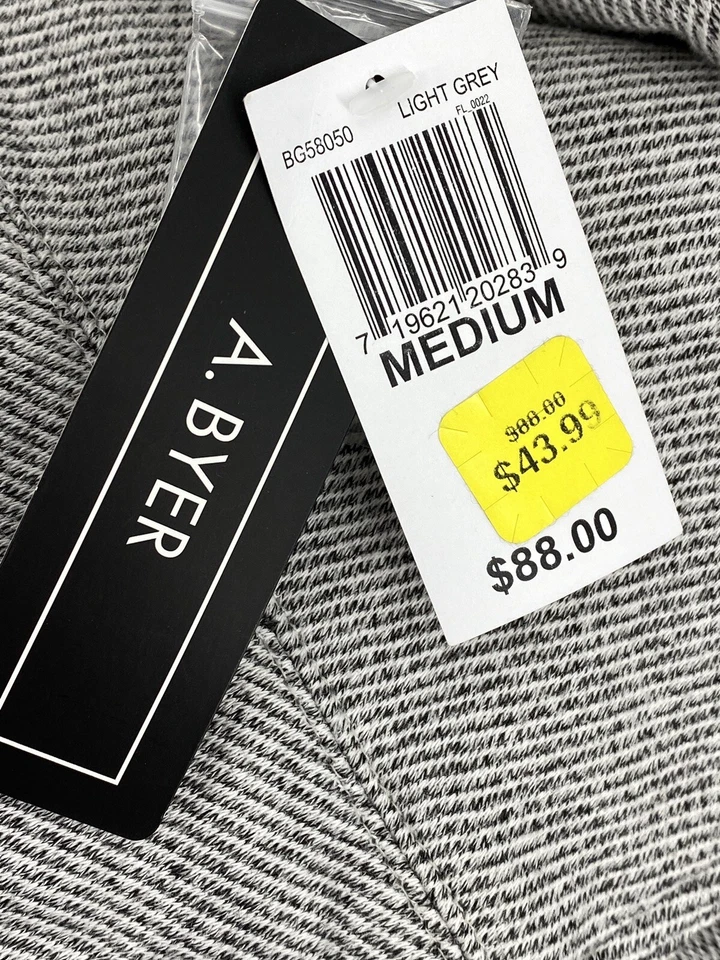 A. BYER
BG58050
LIGHT GREY
FL_0022
7 19621 20283 9
MEDIUM
$88.00
$43.99
$88.00